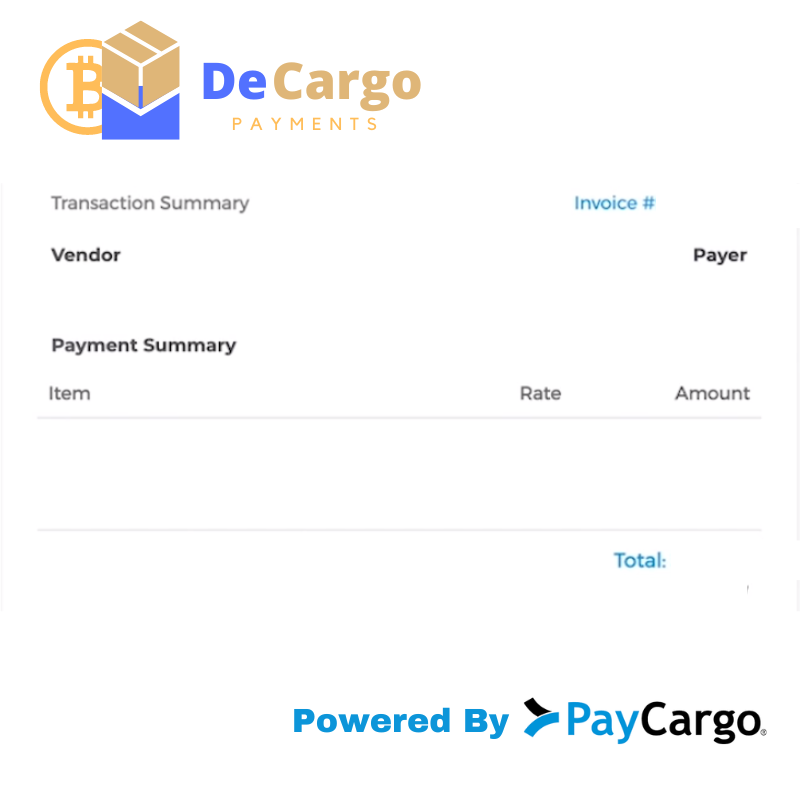 DeCargo
PAYMENTS
Transaction Summary Invoice #
Vendor Payer
Payment Summary
Item Rate Amount
Total:
Powered By PayCargo®